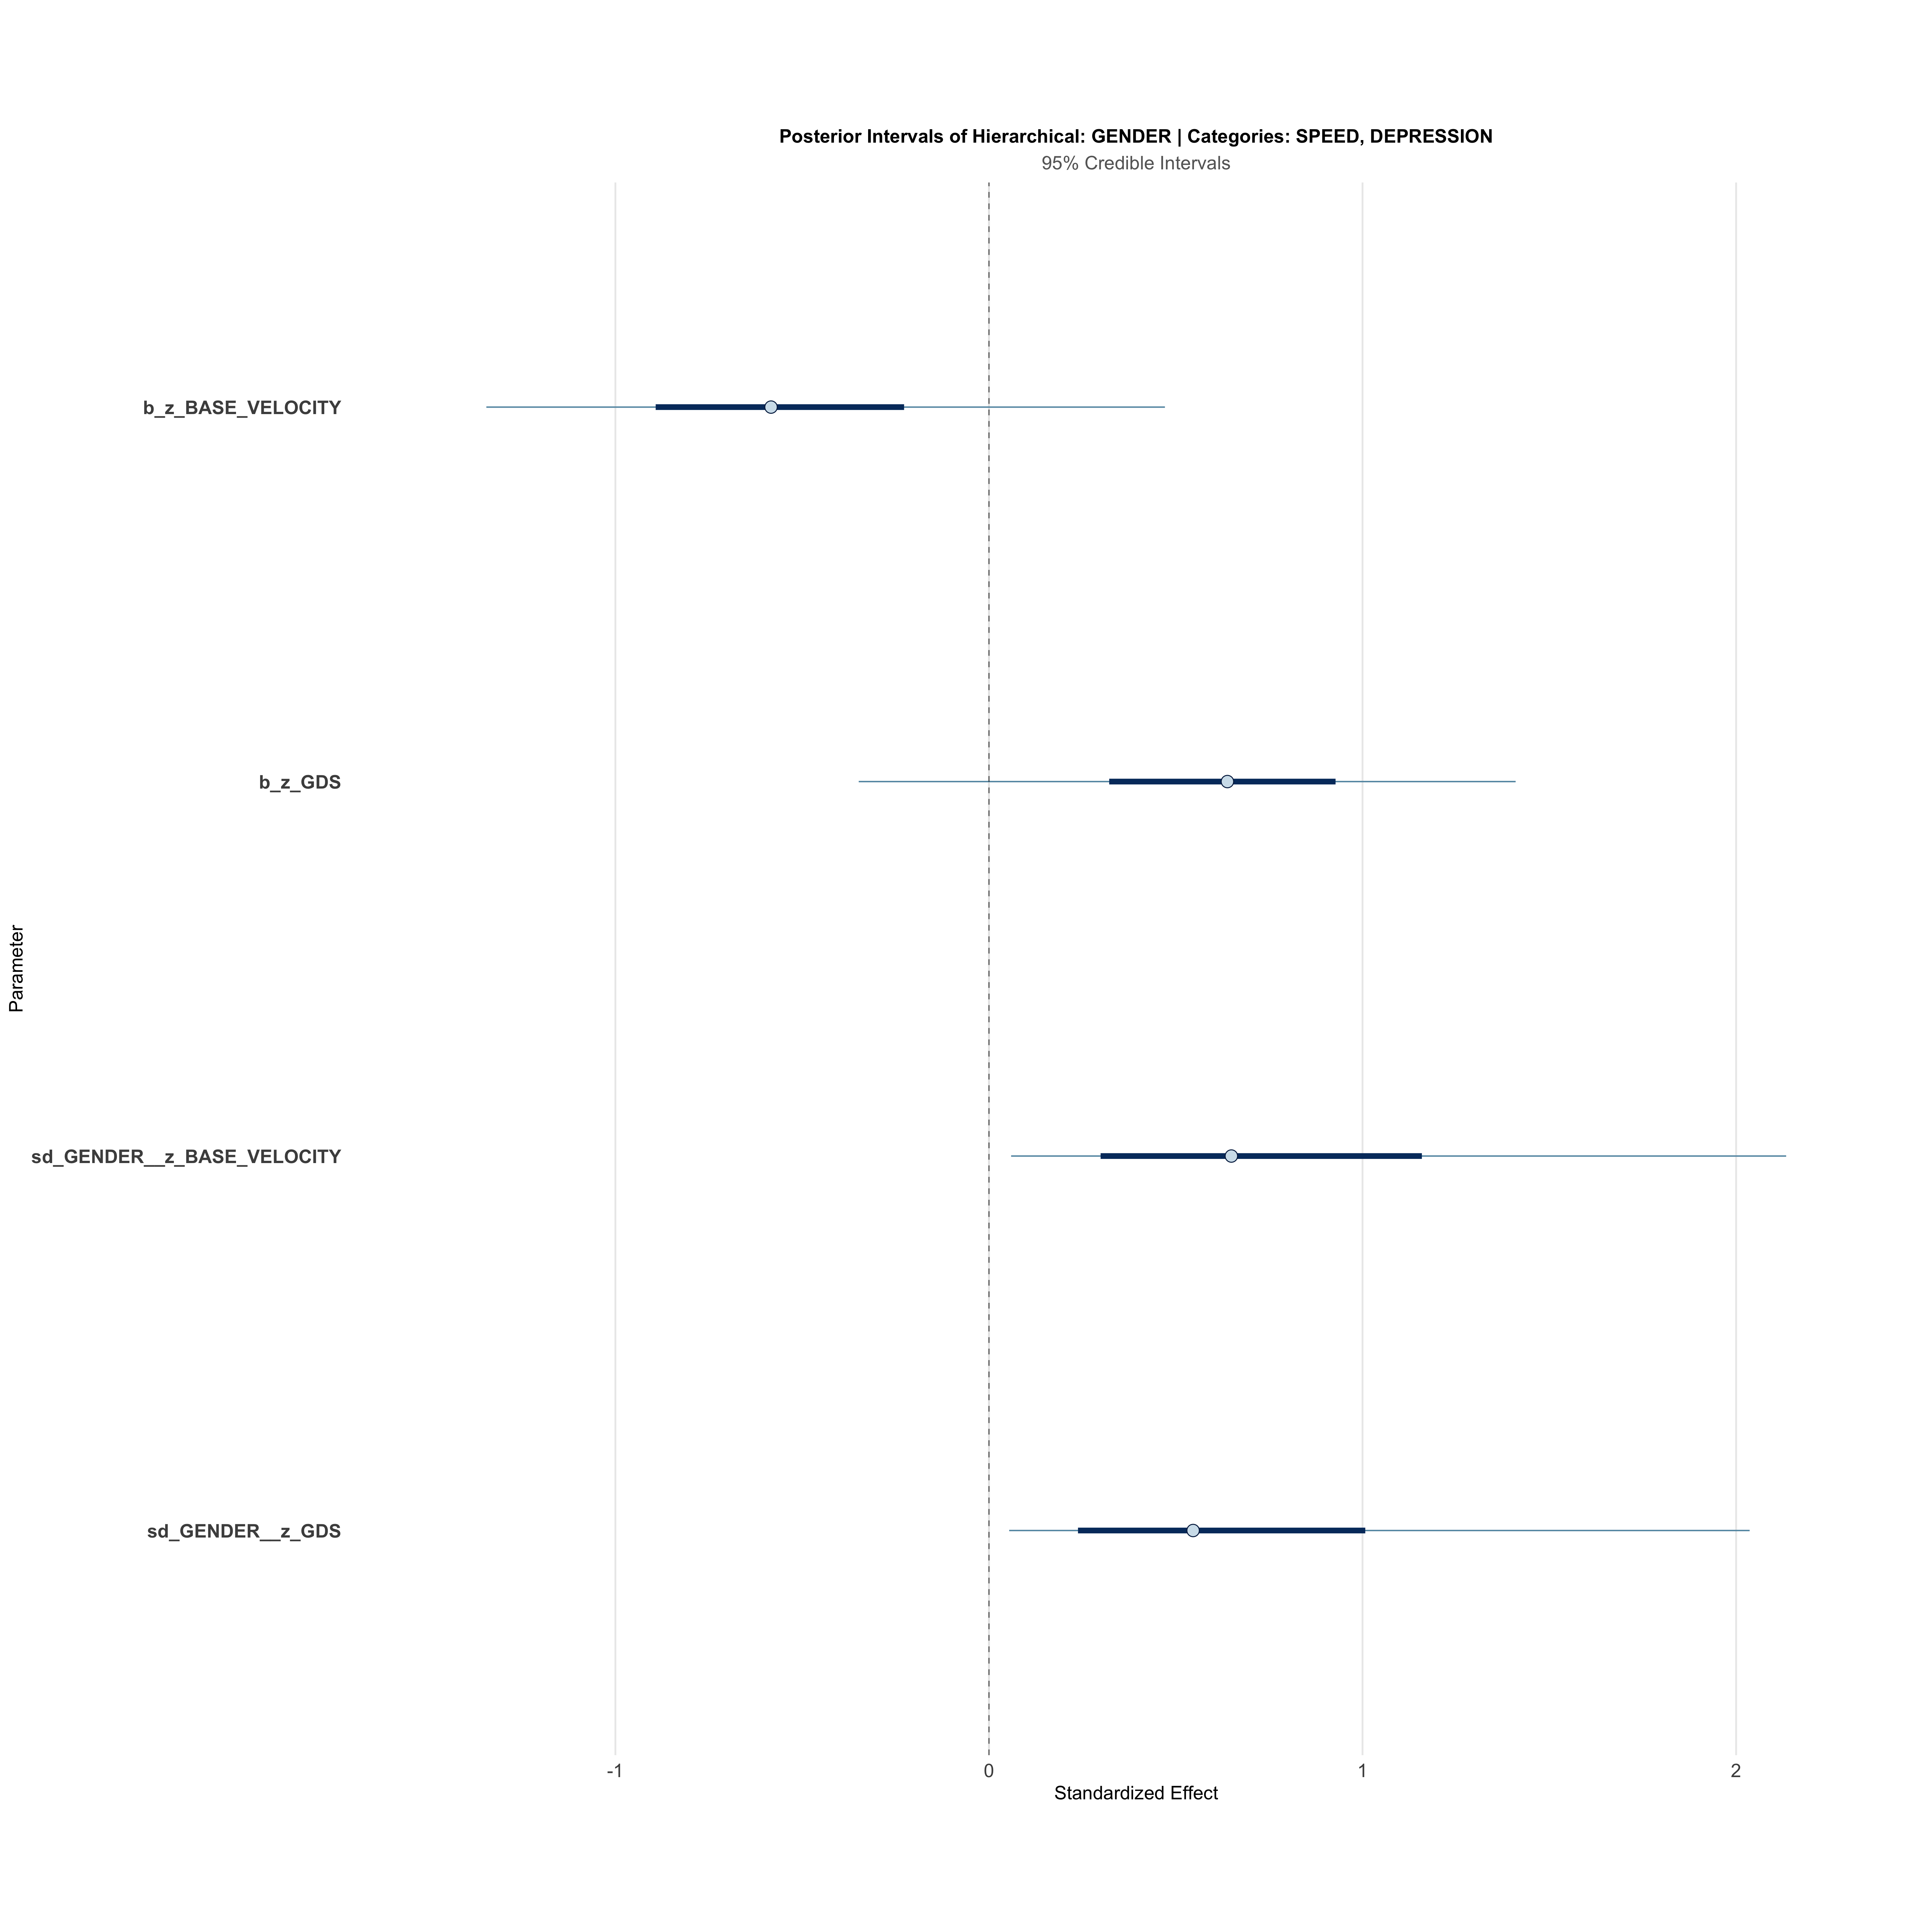 Posterior Intervals of Hierarchical: GENDER | Categories: SPEED, DEPRESSION
95% Credible Intervals
b_z_BASE_VELOCITY
b_z_GDS
Parameter
sd_GENDER__z_BASE_VELOCITY
sd_GENDER__z_GDS
-1 0 1 2
Standardized Effect